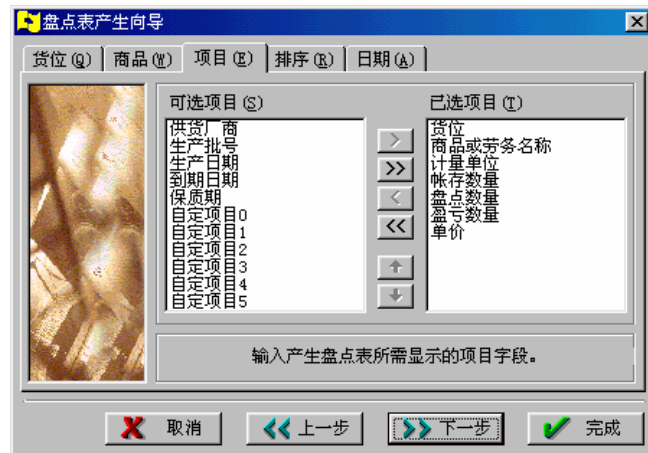 盘点表产生向导
货位(Q) 商品(W) 项目(E) 排序(R) 日期(A)
可选项目(S)
供货厂商
生产批号
生产日期
到期日期
保质期
自定项目0
自定项目1
自定项目2
自定项目3
自定项目4
自定项目5
>
>>
<
<<
已选项目(T)
货位
商品或劳务名称
计量单位
帐存数量
盘点数量
盈亏数量
单价
输入产生盘点表所需显示的项目字段。
取消 上一步 下一步 完成